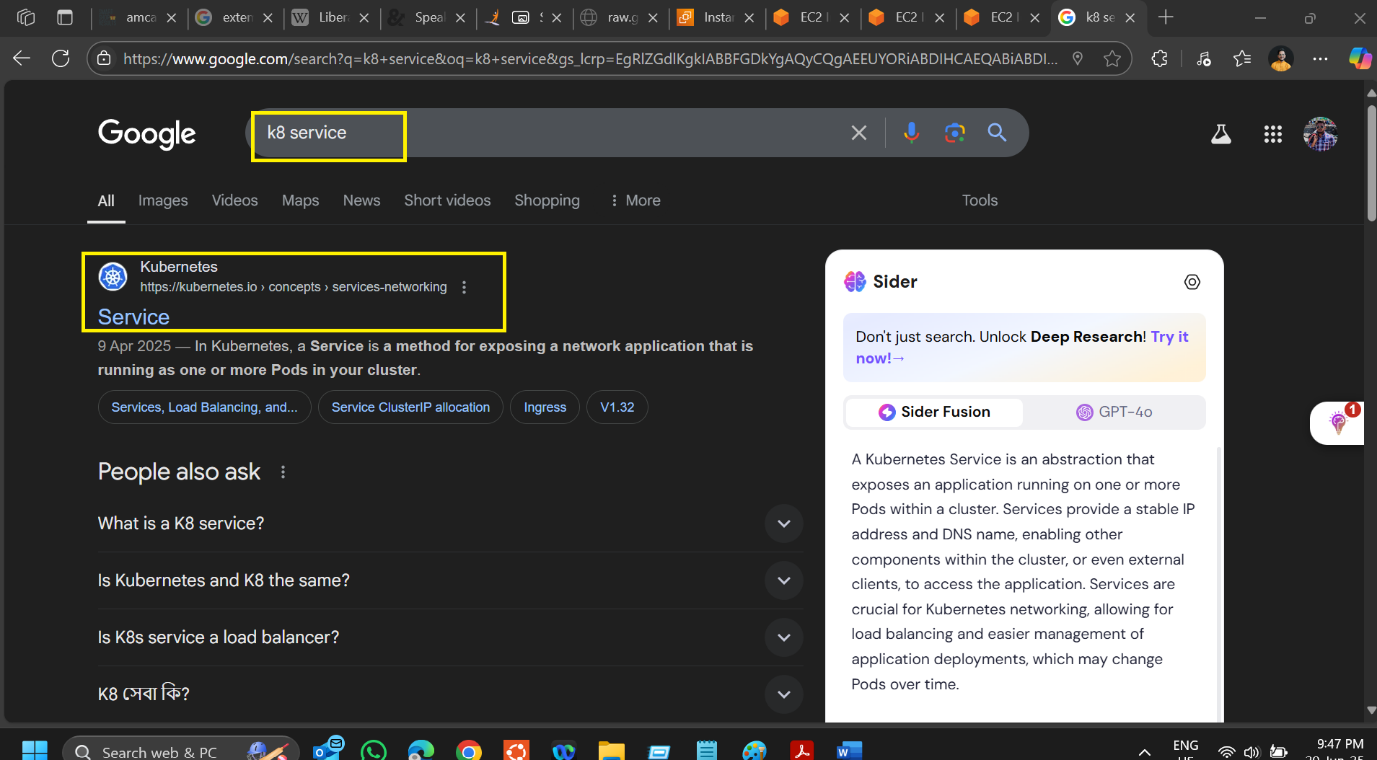 amca
exter
Liber
Speal
S
raw.g
Instar
EC2 I
EC2 I
EC2 I
k8 se
https://www.google.com/search?q=k8+service&oq=k8+service&gs_lcrp=EgRlZGdlKgkIABBFGDkYgAQyCQgAEEUYORiABDIHCAEQABiABDI...
Google
k8 service
All
Images
Videos
Maps
News
Short videos
Shopping
More
Tools
Kubernetes
https://kubernetes.io › concepts › services-networking
Service
9 Apr 2025 — In Kubernetes, a Service is a method for exposing a network application that is
running as one or more Pods in your cluster.
Services, Load Balancing, and...
Service ClusterIP allocation
Ingress
V1.32
People also ask
What is a K8 service?
Is Kubernetes and K8 the same?
Is K8s service a load balancer?
K8 সেবা কি?
Sider
Don't just search. Unlock Deep Research! Try it
now!→
Sider Fusion
GPT-4o
A Kubernetes Service is an abstraction that
exposes an application running on one or more
Pods within a cluster. Services provide a stable IP
address and DNS name, enabling other
components within the cluster, or even external
clients, to access the application. Services are
crucial for Kubernetes networking, allowing for
load balancing and easier management of
application deployments, which may change
Pods over time.
1
Search web & PC
ENG
9:47 PM